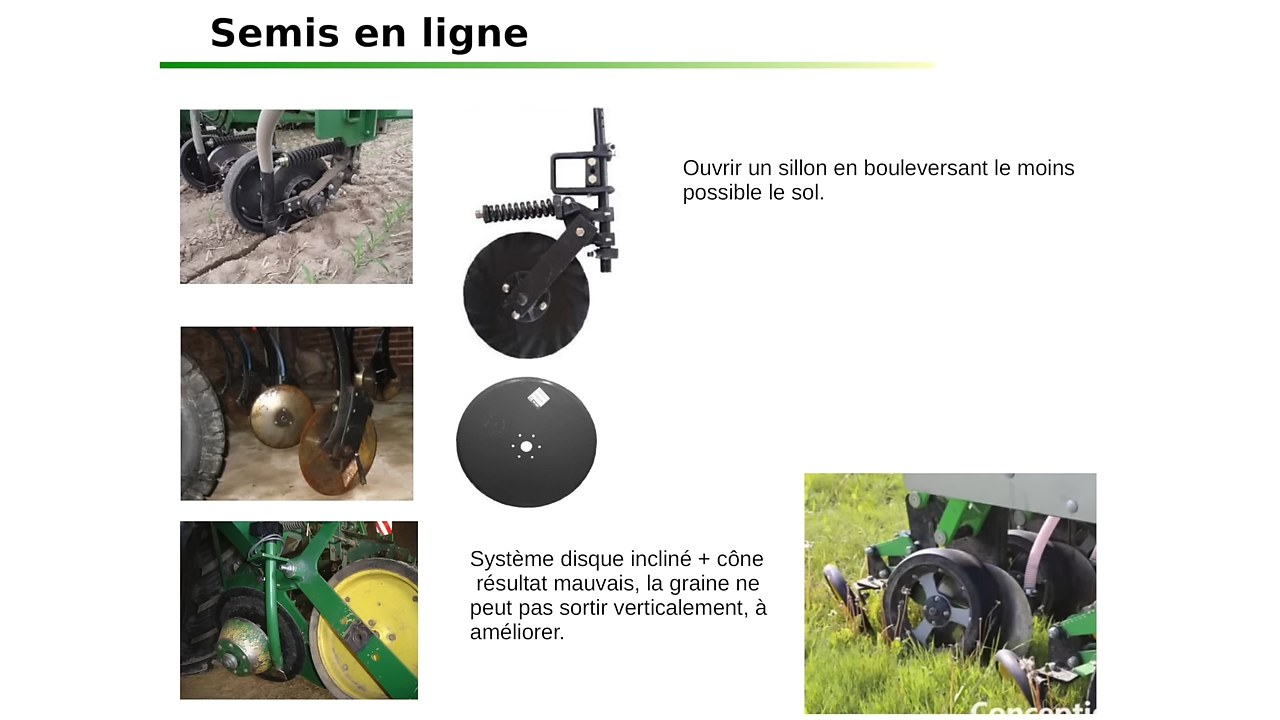 Semis en ligne
Ouvrir un sillon en bouleversant le moins
possible le sol.
Système disque incliné + cône
résultat mauvais, la graine ne
peut pas sortir verticalement, à
améliorer.